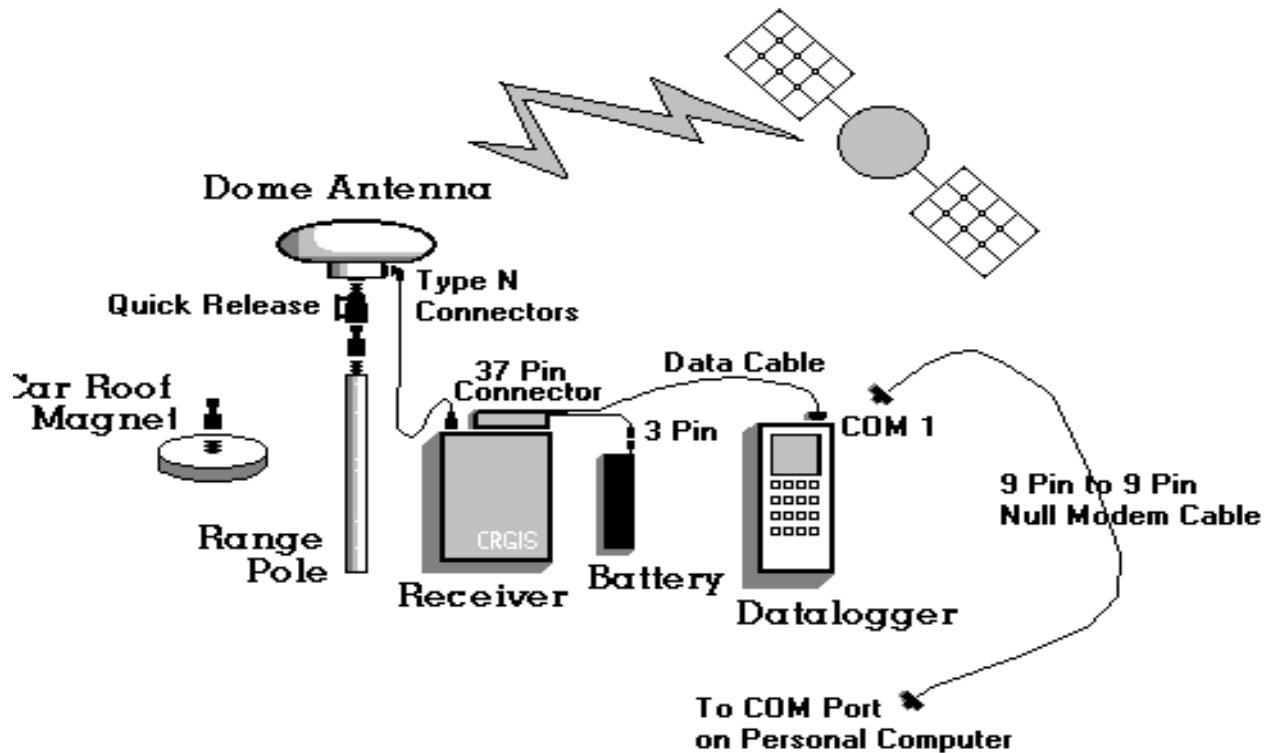 Dome Antenna
Type N
Connectors
Quick Release
Car Roof
Magnet
37 Pin
Connector
Data Cable
3 Pin
COM 1
9 Pin to 9 Pin
Null Modem Cable
CRGIS
Range
Pole
Receiver
Battery
Datalogger
To COM Port
on Personal Computer